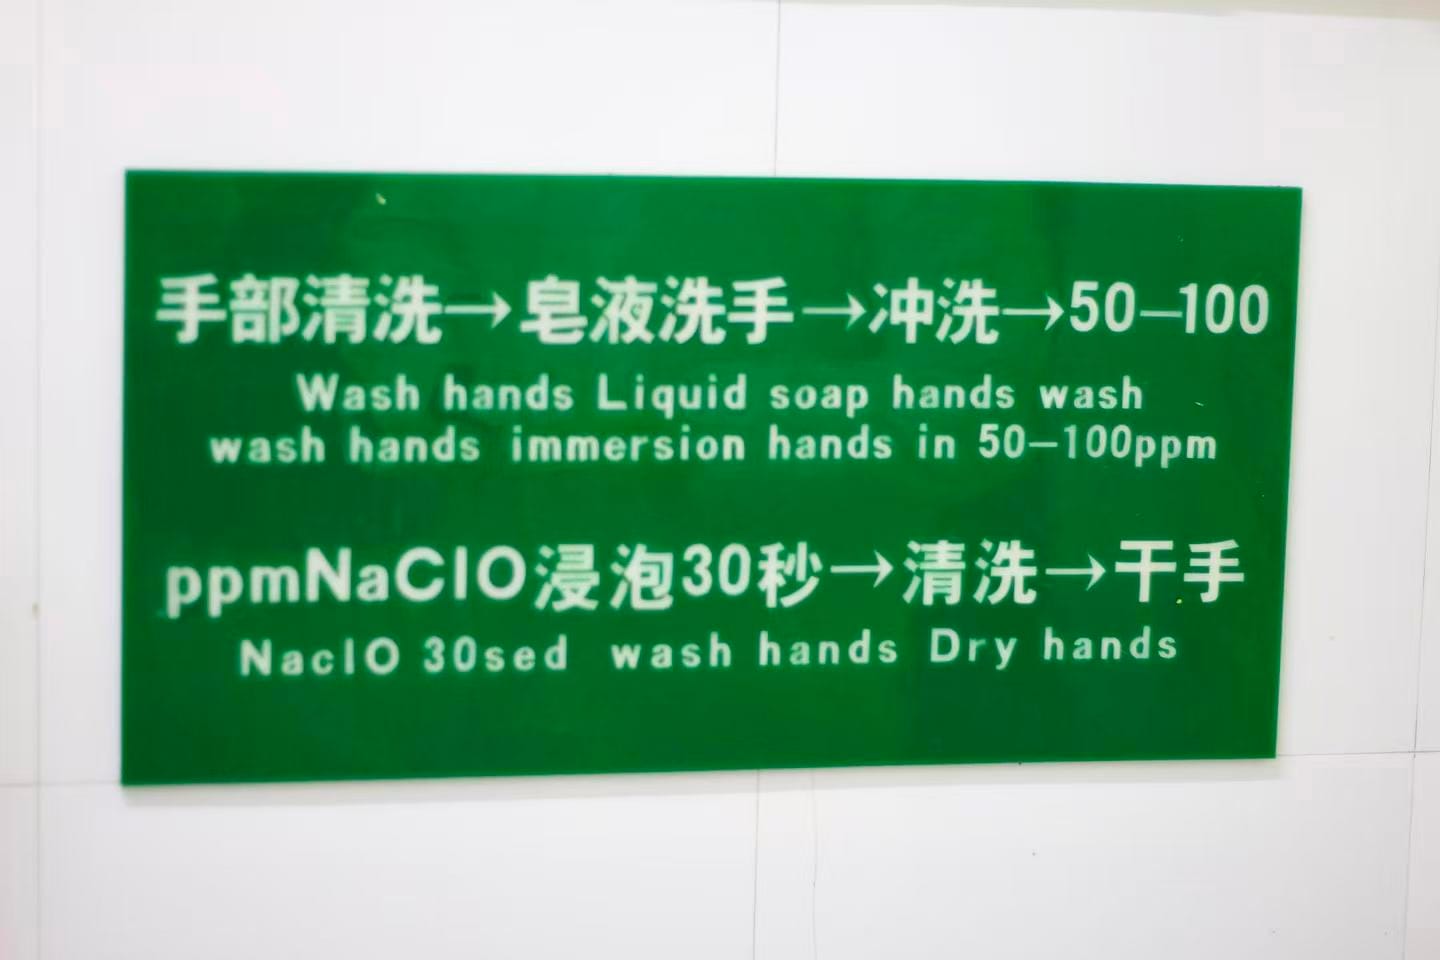 手部清洗→皂液洗手→冲洗→50—100
Wash hands Liquid soap hands wash
wash hands immersion hands in 50—100ppm
ppmNaClO浸泡30秒→清洗→干手
NaclO 30sed wash hands Dry hands